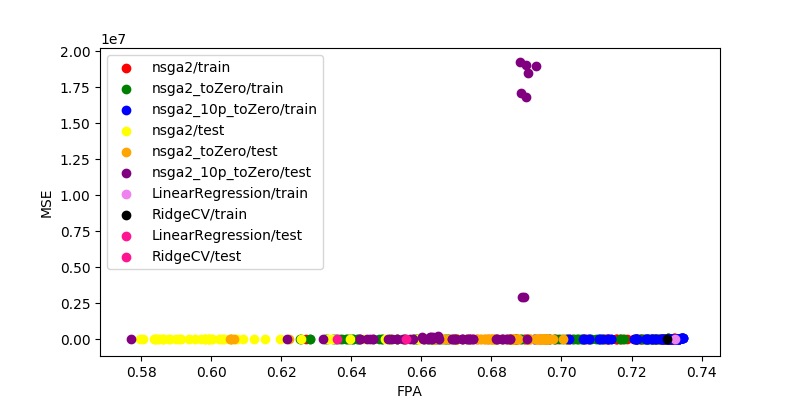 1e7
2.00
1.75
1.50
1.25
1.00
0.75
0.50
0.25
0.00
MSE
nsga2/train
nsga2_toZero/train
nsga2_10p_toZero/train
nsga2/test
nsga2_toZero/test
nsga2_10p_toZero/test
LinearRegression/train
RidgeCV/train
LinearRegression/test
RidgeCV/test
0.58 0.60 0.62 0.64 0.66 0.68 0.70 0.72 0.74
FPA